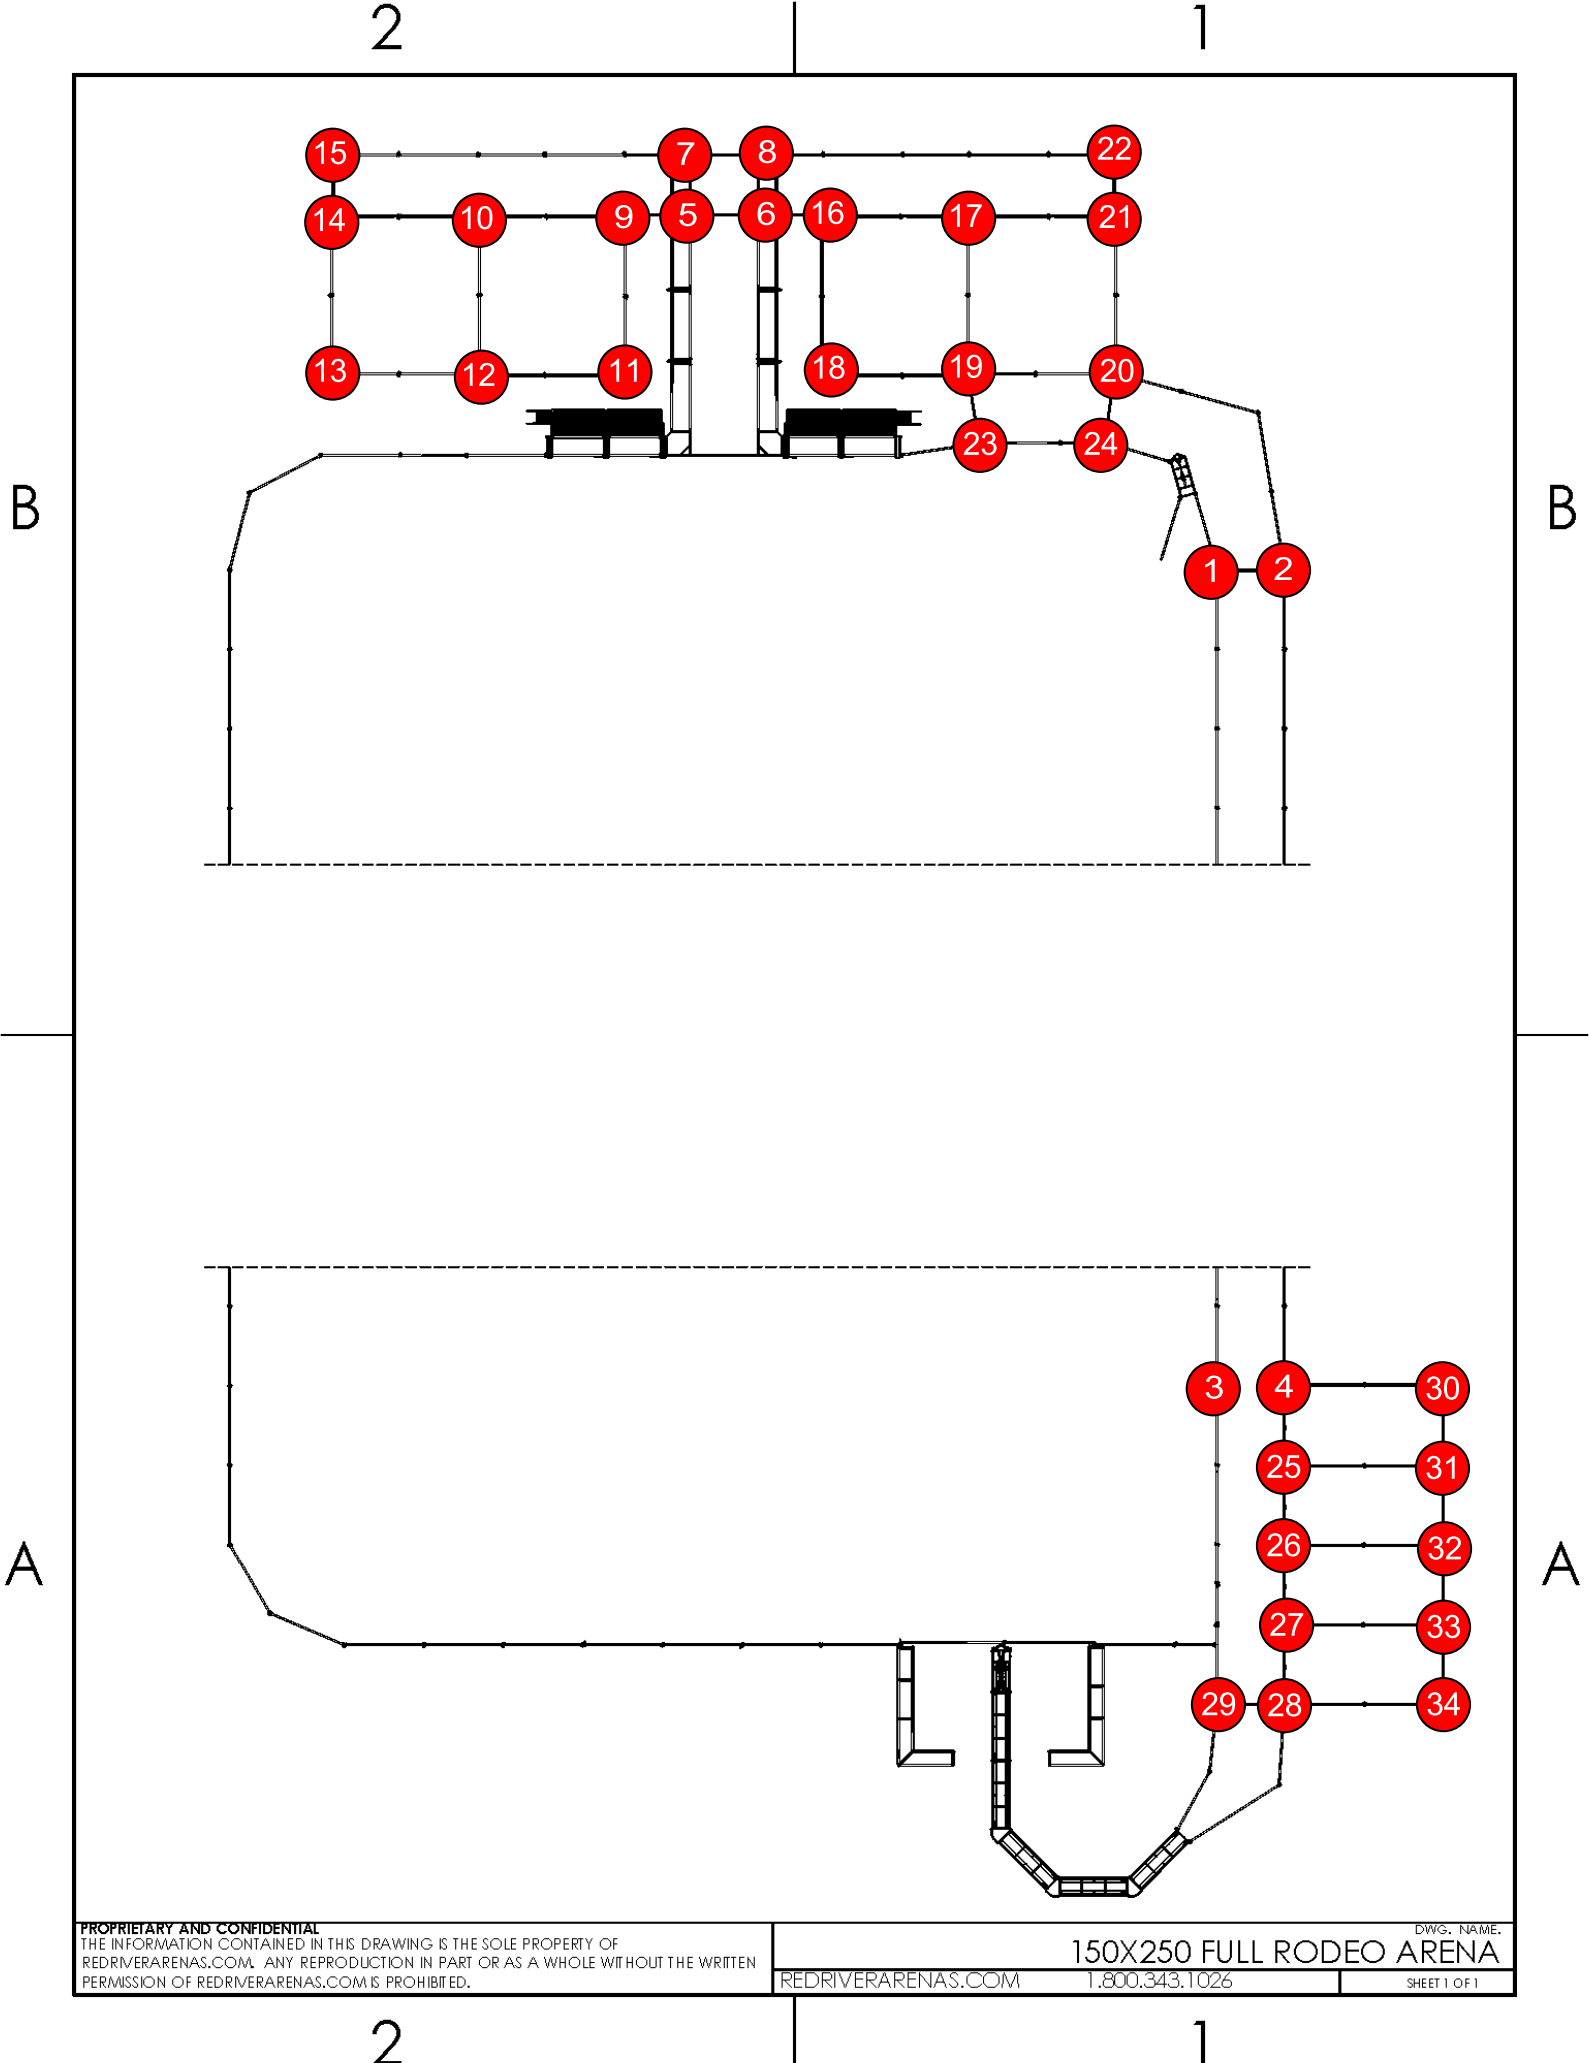 2 1
15 7 8 22
14 10 9 5 6 16 17 21
13 12 11 18 19 20
23 24
B B
1 2
3 4 30
25 31
26 32
A A
27 33
29 28 34
PROPRIETARY AND CONFIDENTIAL
THE INFORMATION CONTAINED IN THIS DRAWING IS THE SOLE PROPERTY OF
REDRIVERARENAS.COM. ANY REPRODUCTION IN PART OR AS A WHOLE WITHOUT THE WRITTEN
PERMISSION OF REDRIVERARENAS.COM IS PROHIBITED.
DWG. NAME.
150X250 FULL RODEO ARENA
REDRIVERARENAS.COM 1.800.343.1026 SHEET 1 OF 1
2 1